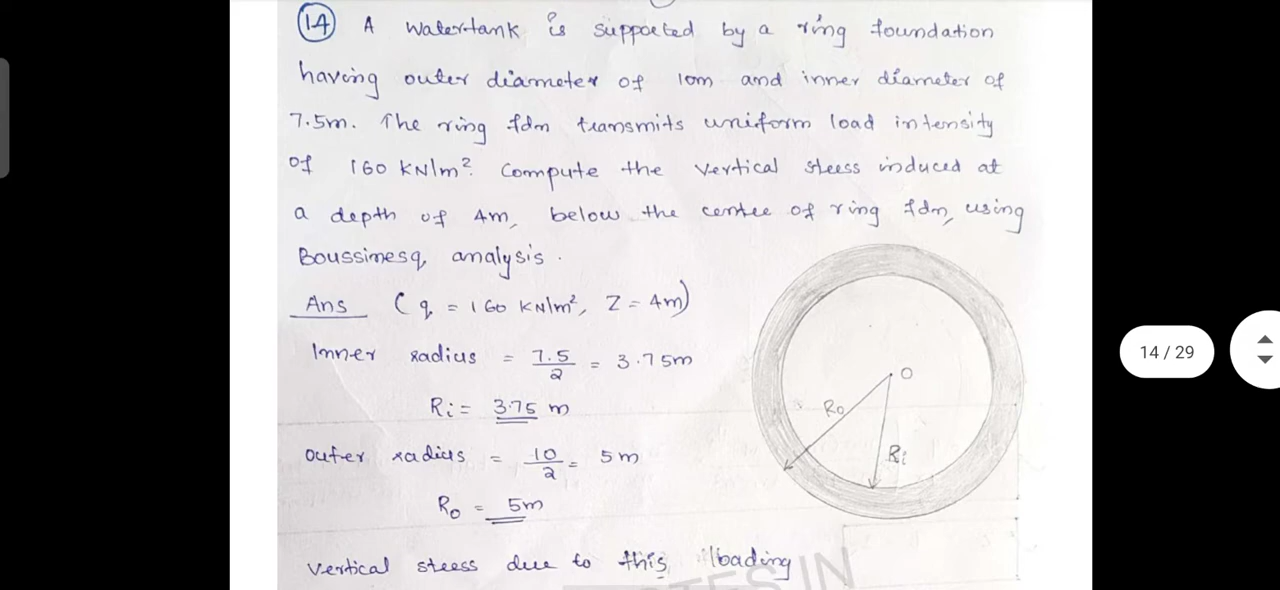 14 A Watertank is supported by a ring foundation
having outer diameter of 10m and inner diameter of
7.5m. The ring fdn transmits uniform load intensity
of 160 KN/m². Compute the vertical stress induced at
a depth of 4m, below the centre of ring fdn, using
Boussinesq analysis.
Ans (q = 160 KN/m², Z = 4m)
Inner radius = 7.5/2 = 3.75m
Ri = 3.75 m
Outer radius = 10/2 = 5m
Ro = 5m
O
Ro
Ri
Vertical stress due to this loading
14 / 29